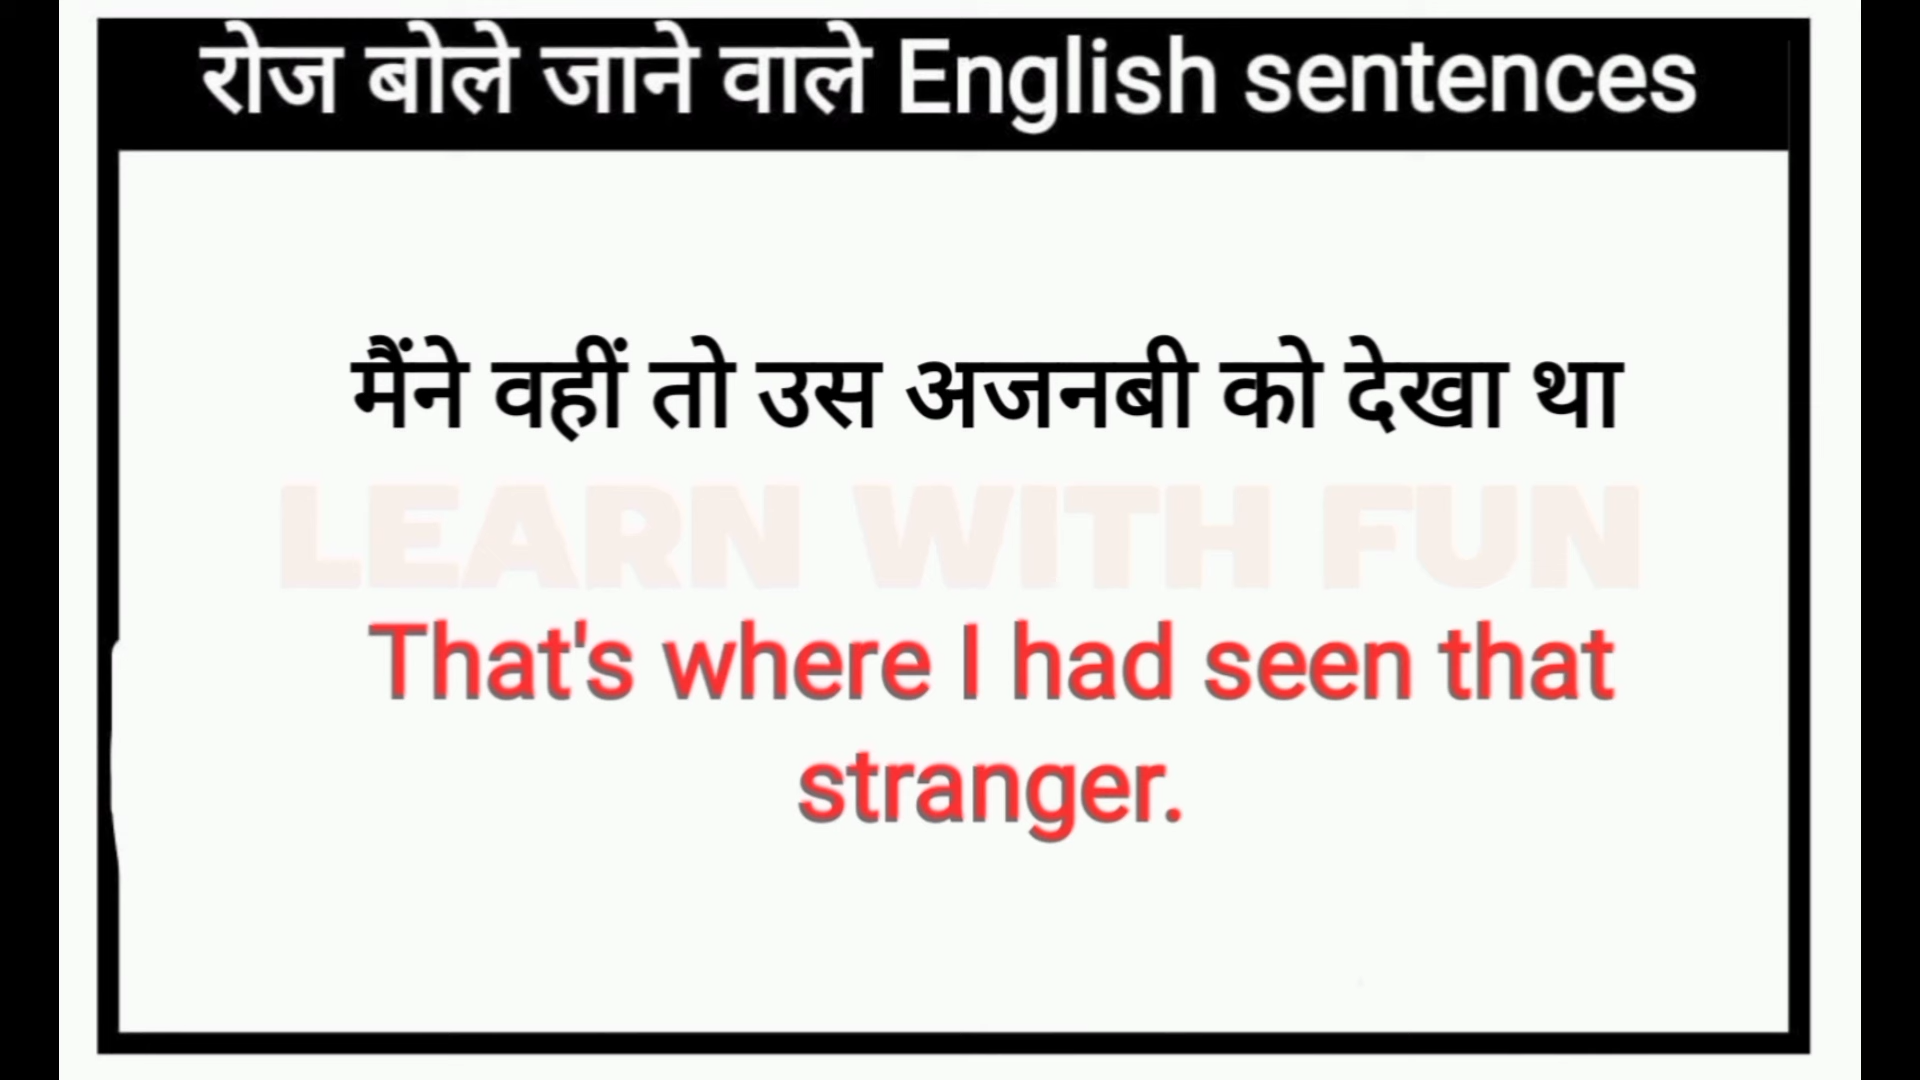 रोज बोले जाने वाले English sentences
मैंने वहीं तो उस अजनबी को देखा था
LEARN WITH FUN
That's where I had seen that
stranger.